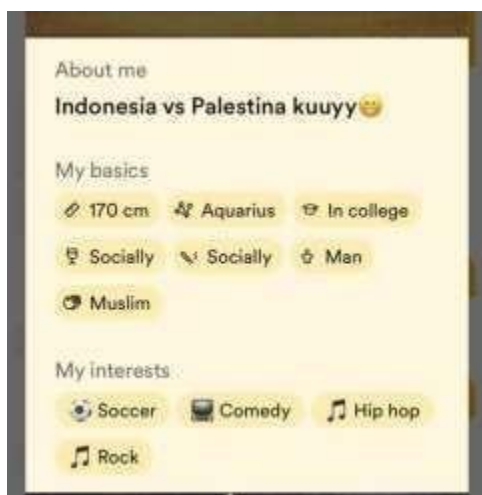 About me
Indonesia vs Palestina kuuyy😄
My basics
170 cm Aquarius In college
Socially Socially Man
Muslim
My interests
Soccer Comedy Hip hop
Rock